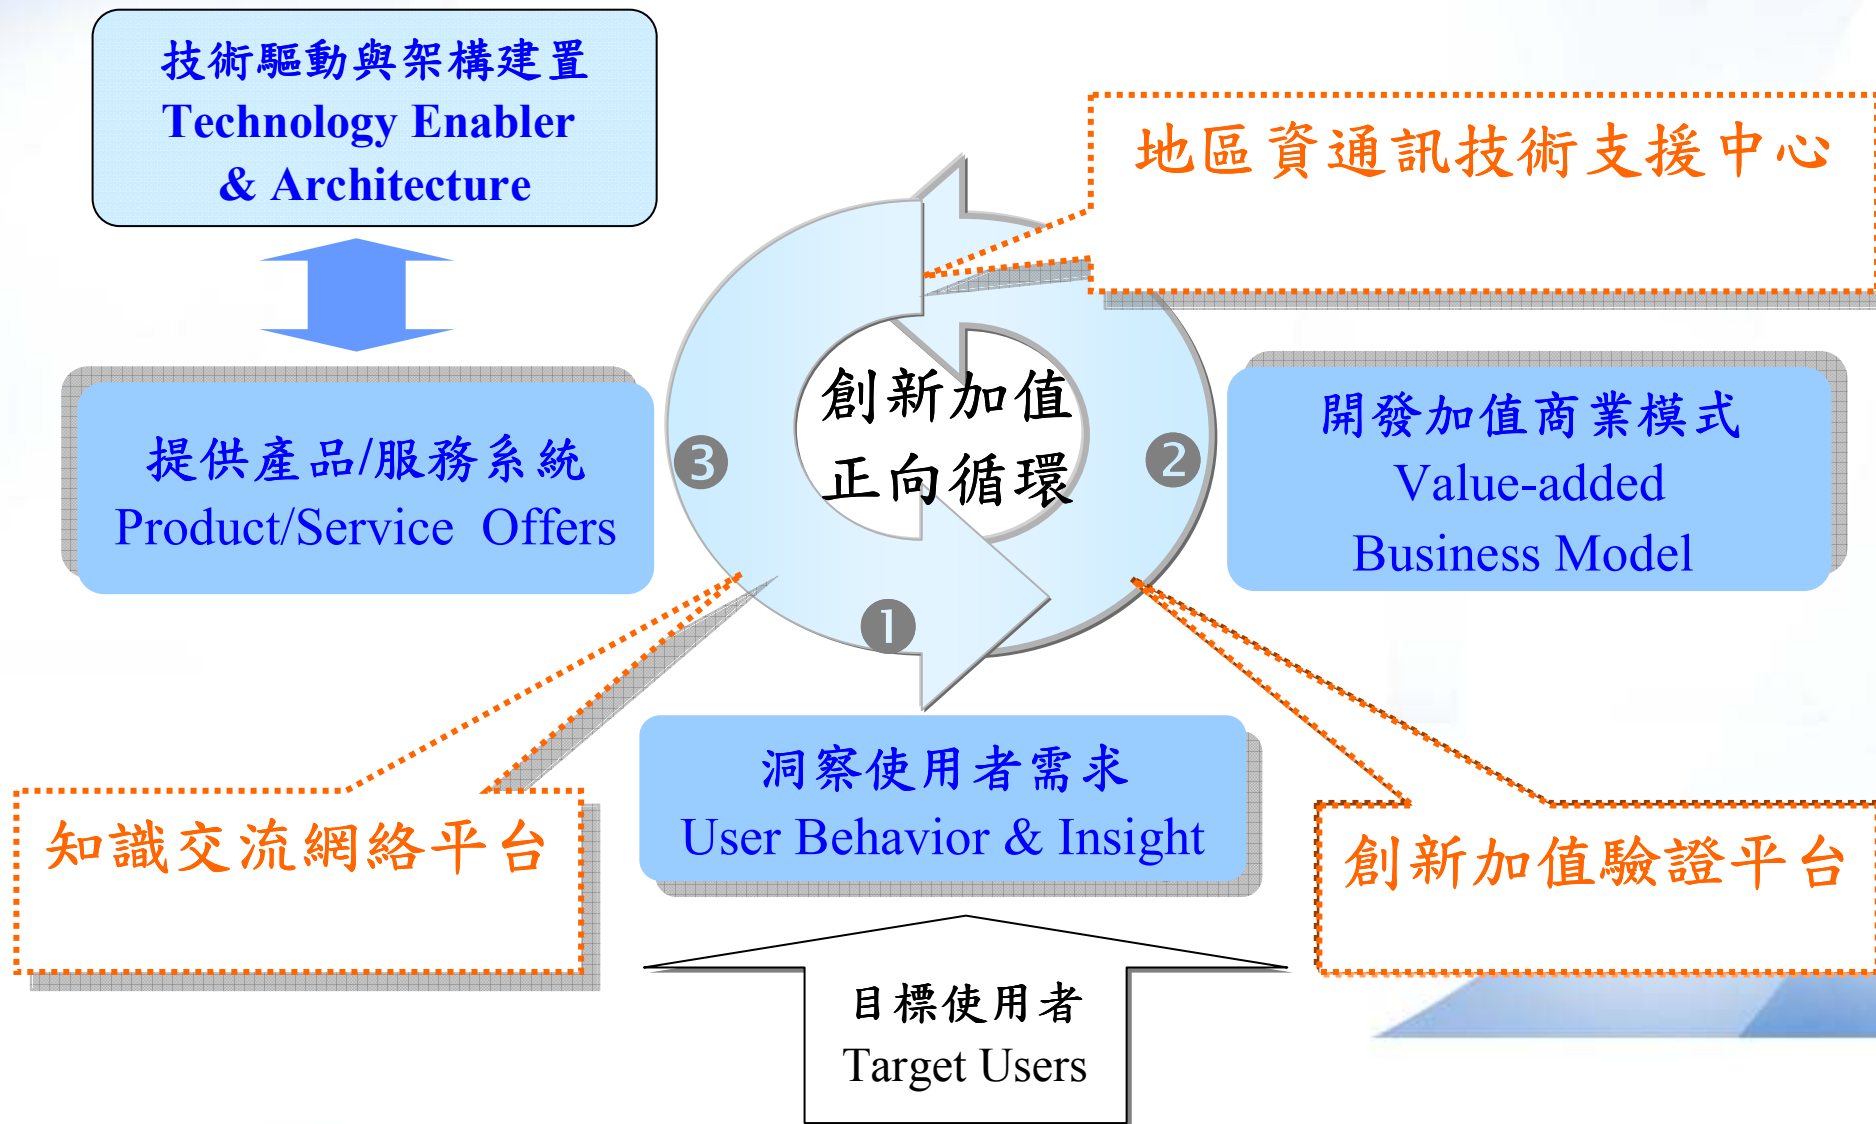 技術驅動與架構建置
Technology Enabler
& Architecture
地區資通訊技術支援中心
提供產品/服務系統
Product/Service Offers
創新加值
正向循環
❸
❷
❶
開發加值商業模式
Value-added
Business Model
洞察使用者需求
User Behavior & Insight
知識交流網絡平台
創新加值驗證平台
目標使用者
Target Users